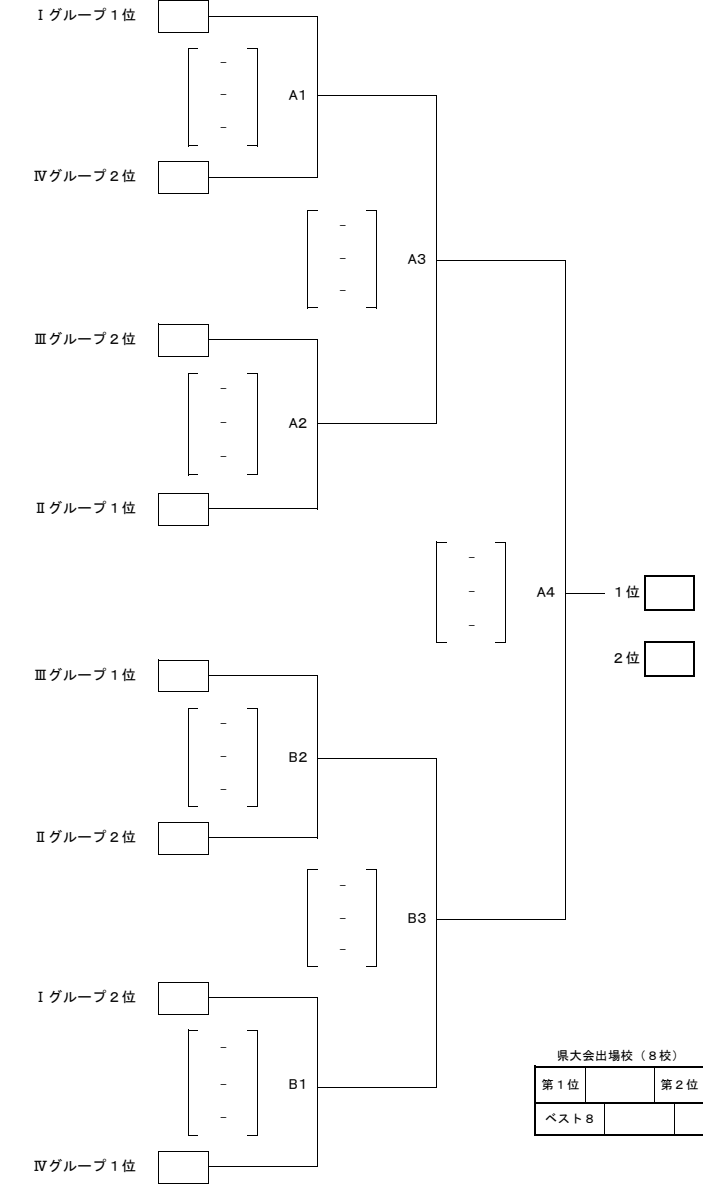 Ⅰグループ１位
－
－
－
A1
Ⅳグループ２位
－
－
－
A3
Ⅲグループ２位
－
－
－
A2
Ⅱグループ１位
－
－
－
A4
１位
２位
Ⅲグループ１位
－
－
－
B2
Ⅱグループ２位
－
－
－
B3
Ⅰグループ２位
－
－
－
B1
Ⅳグループ１位
県大会出場校（８校）
第１位 第２位
ベスト８